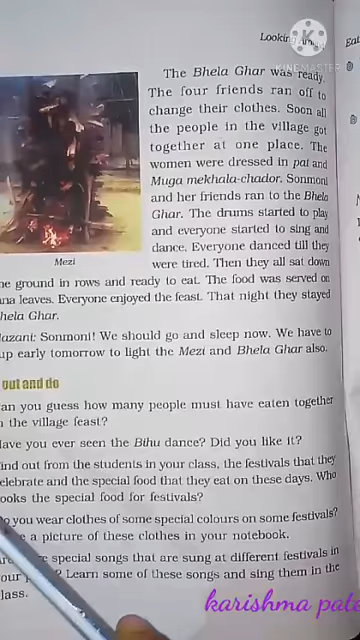 Looking
Eat
KINEMASTER
The Bhela Ghar was ready.
The four friends ran off to
change their clothes. Soon all
the people in the village got
together at one place. The
women were dressed in pat and
Muga mekhala-chador. Sonmoni
and her friends ran to the Bhela
Ghar. The drums started to play
and everyone started to sing and
dance. Everyone danced till they
Mezi
were tired. Then they all sat down
ground in rows and ready to eat. The food was served on
ana leaves. Everyone enjoyed the feast. That night they stayed
hela Ghar.
azani: Sonmoni! We should go and sleep now. We have to
up early tomorrow to light the Mezi and Bhela Ghar also.
out and do
an you guess how many people must have eaten together
the village feast?
ave you ever seen the Bihu dance? Did you like it?
ind out from the students in your class, the festivals that they
elebrate and the special food that they eat on these days. Who
ooks the special food for festivals?
you wear clothes of some special colours on some festivals?
a picture of these clothes in your notebook.
special songs that are sung at different festivals in
our ? Learn some of these songs and sing them in the
lass.
karishma pate